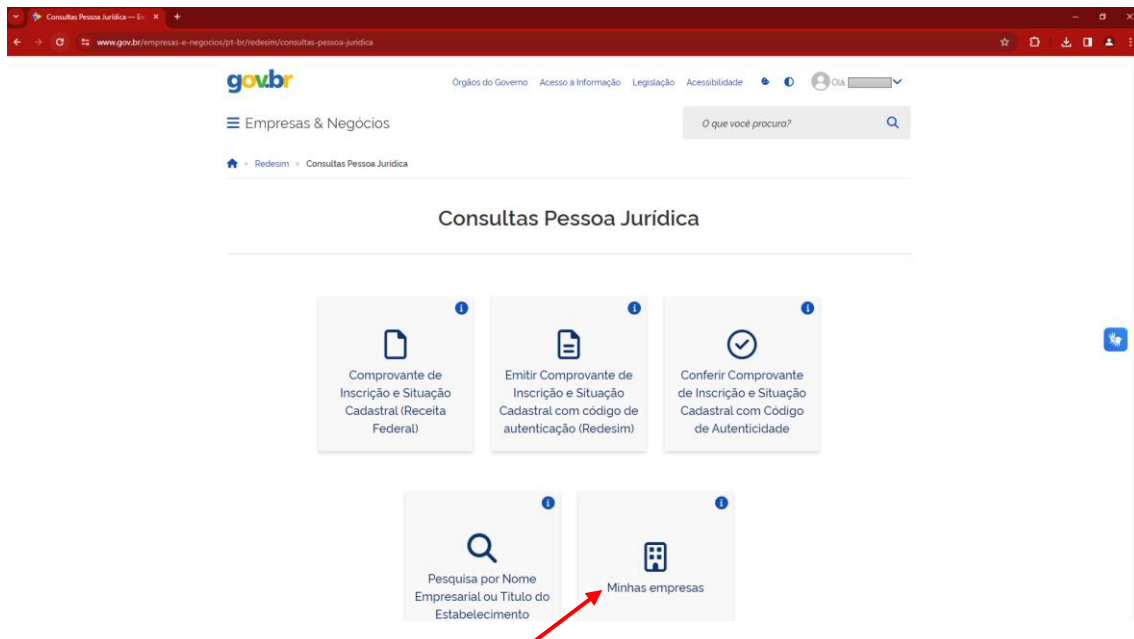 Consultas Pessoa Jurídica — Em
www.gov.br/empresas-e-negocios/pt-br/redesim/consultas-pessoa-juridica
gov.br
Órgãos do Governo Acesso à Informação Legislação Acessibilidade Olá,
Empresas & Negócios
O que você procura?
> Redesim > Consultas Pessoa Jurídica
Consultas Pessoa Jurídica
Comprovante de
Inscrição e Situação
Cadastral (Receita
Federal)
Emitir Comprovante de
Inscrição e Situação
Cadastral com código de
autenticação (Redesim)
Conferir Comprovante
de Inscrição e Situação
Cadastral com Código
de Autenticidade
Pesquisa por Nome
Empresarial ou Título do
Estabelecimento
Minhas empresas